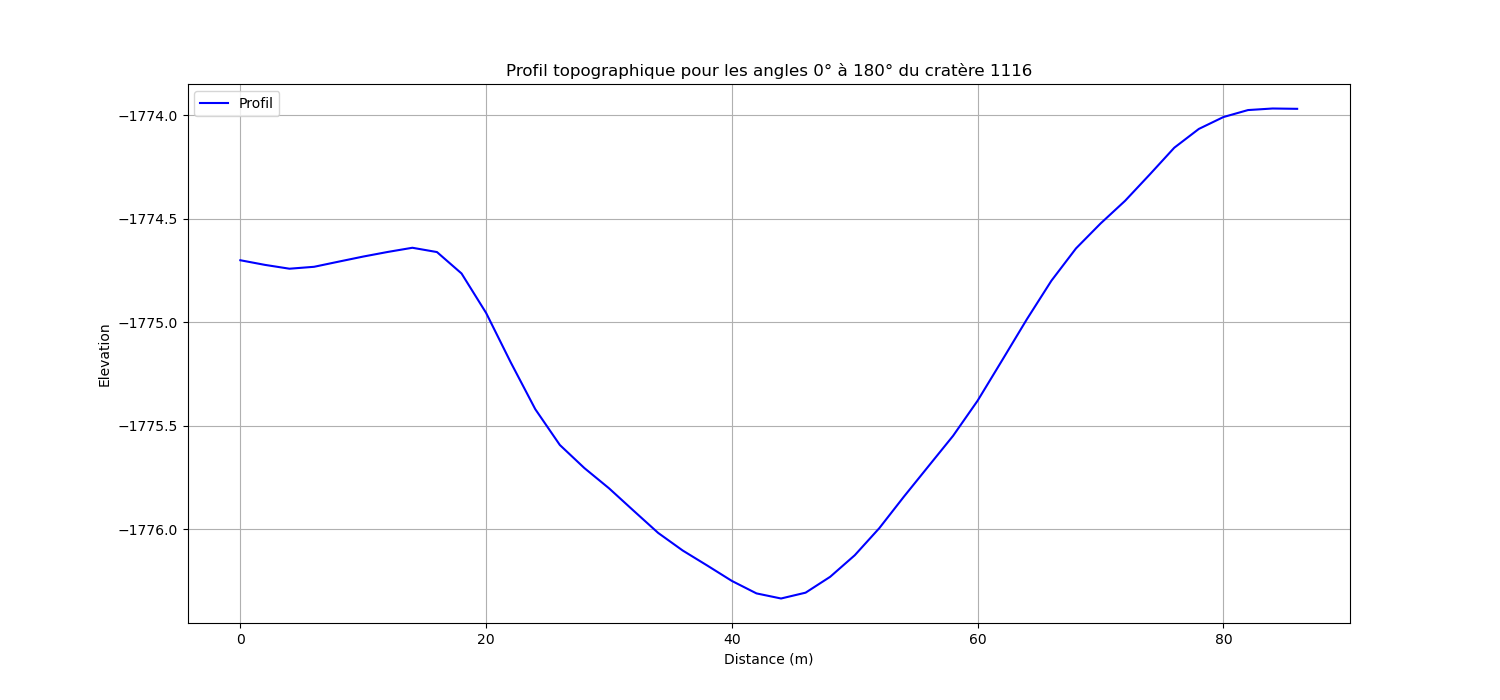 Profil topographique pour les angles 0° à 180° du cratère 1116
Profil
−1774.0
−1774.5
−1775.0
−1775.5
−1776.0
Elevation
0 20 40 60 80
Distance (m)